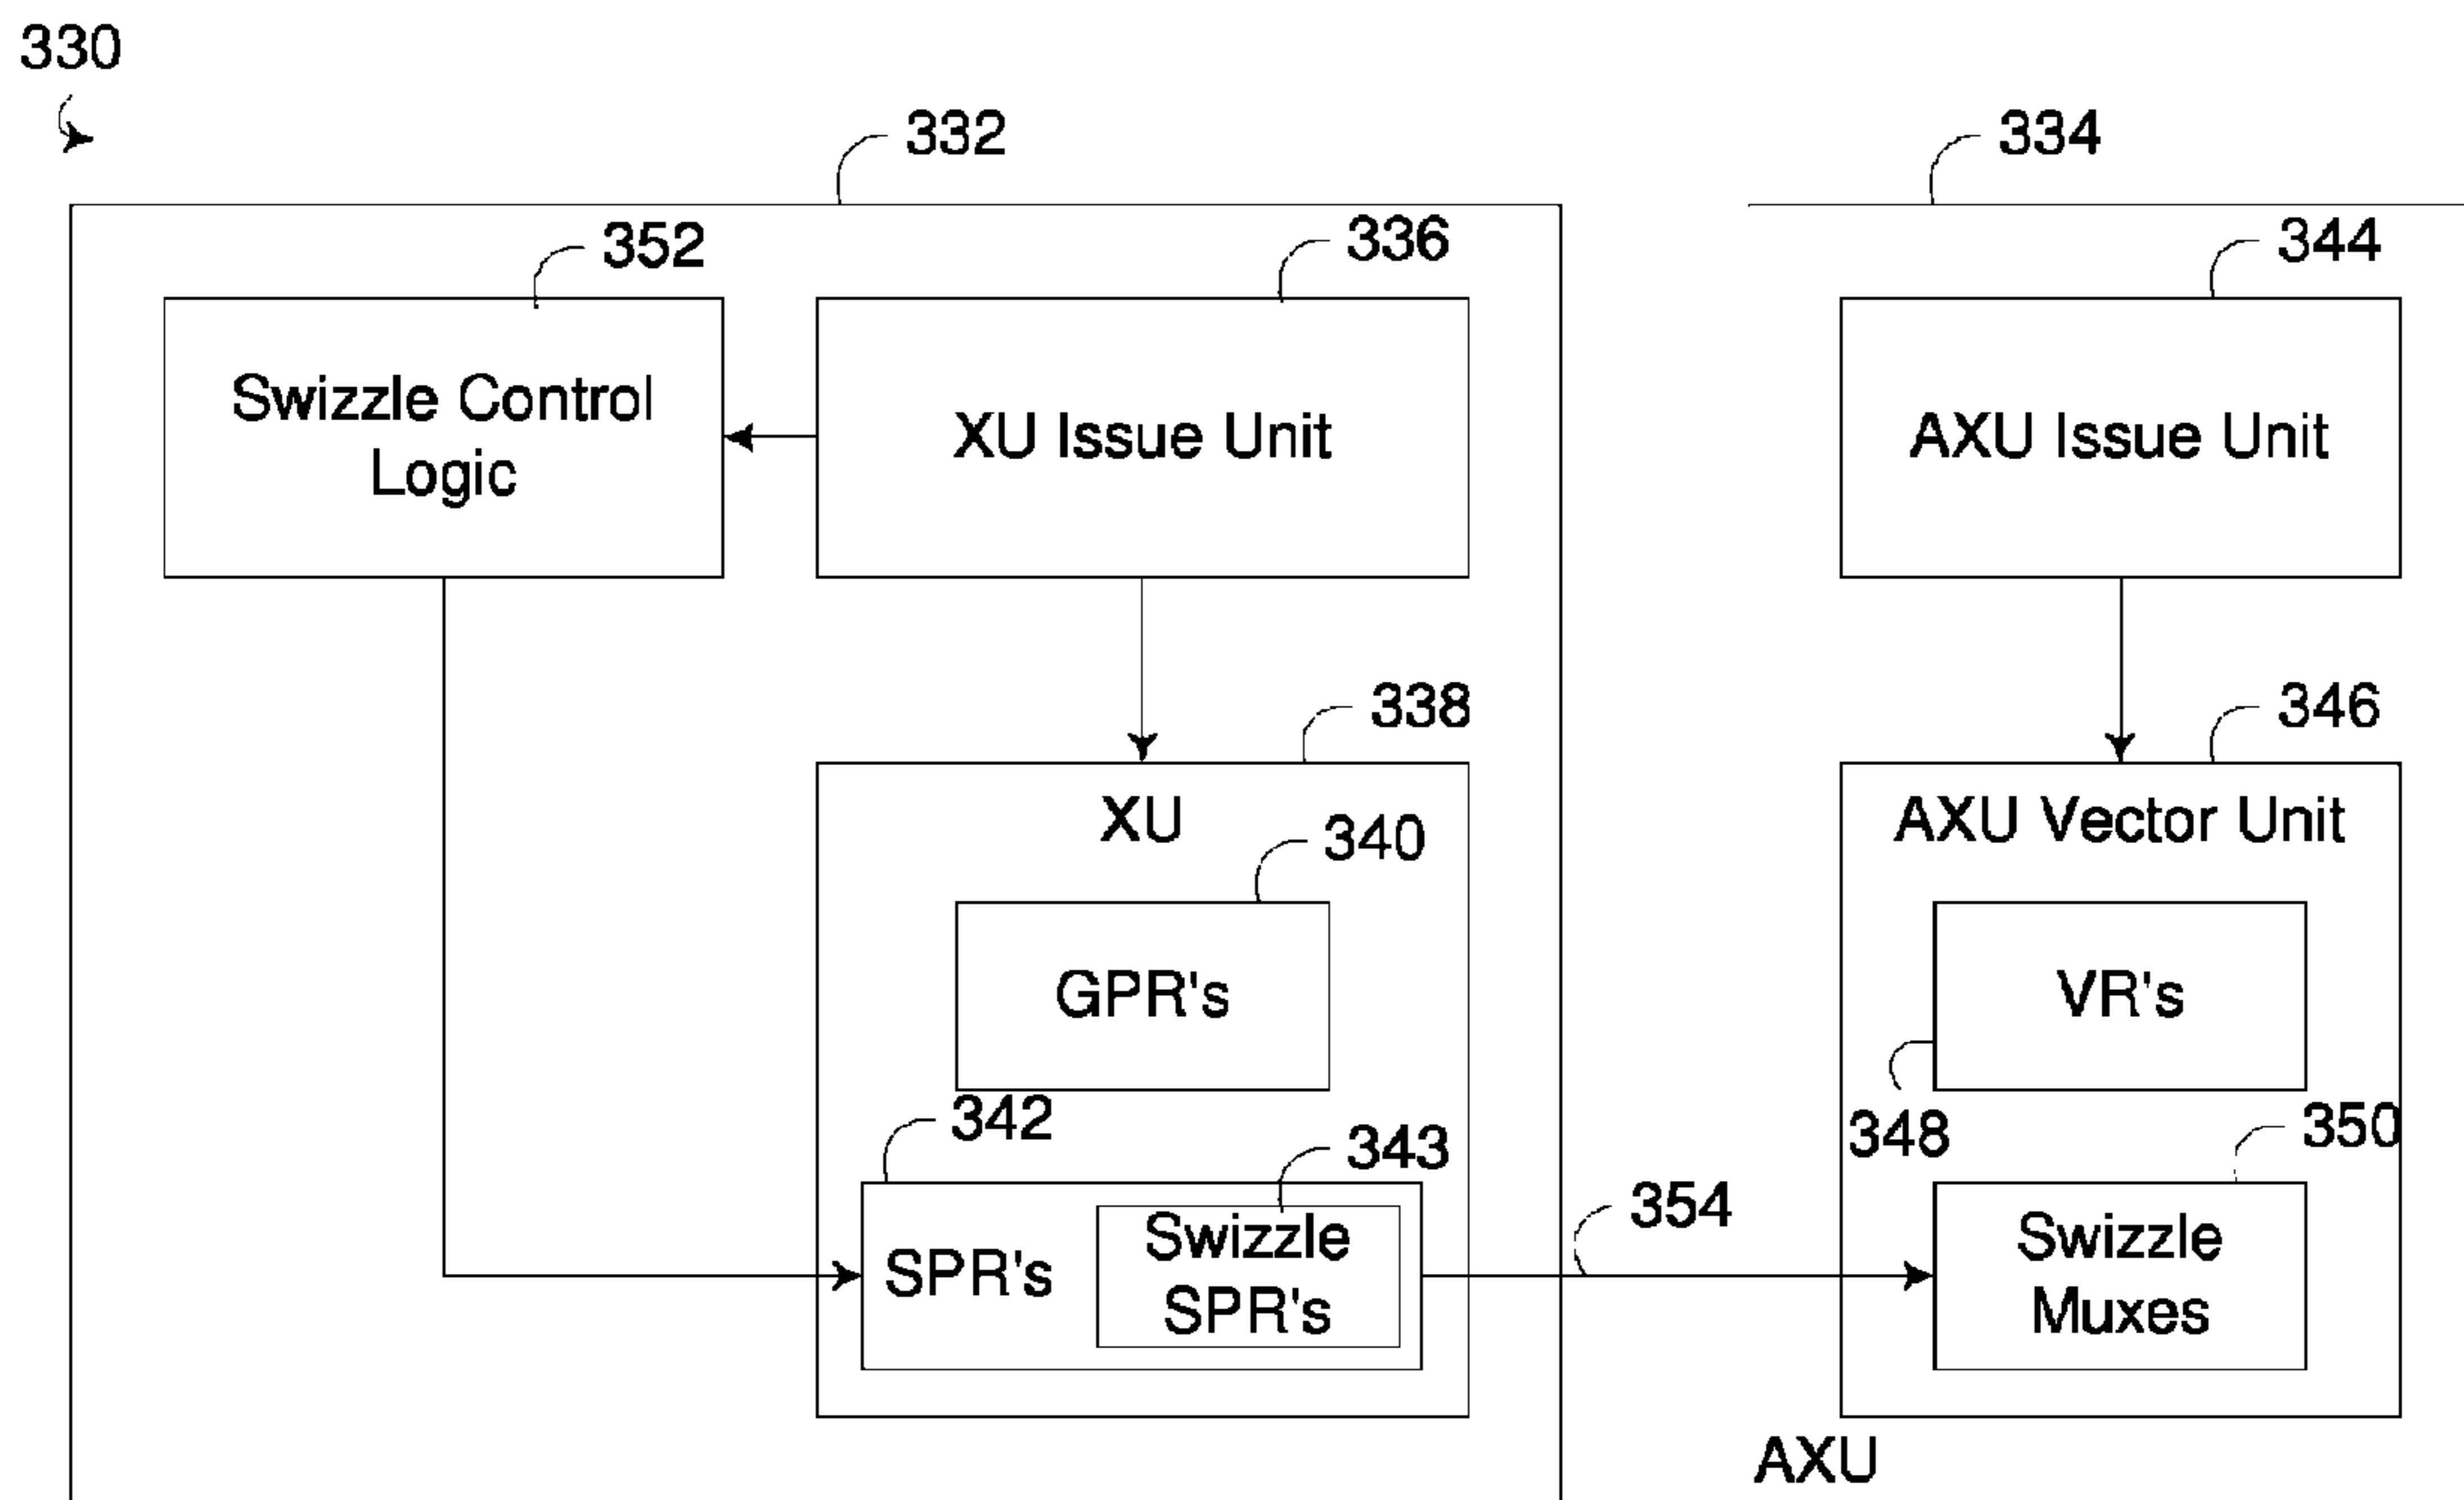 330
332
334
352
336
344
Swizzle Control
Logic
XU Issue Unit
AXU Issue Unit
338
346
XU
340
GPR's
342
343
SPR's
Swizzle
SPR's
354
AXU Vector Unit
VR's
348
350
Swizzle
Muxes
AXU